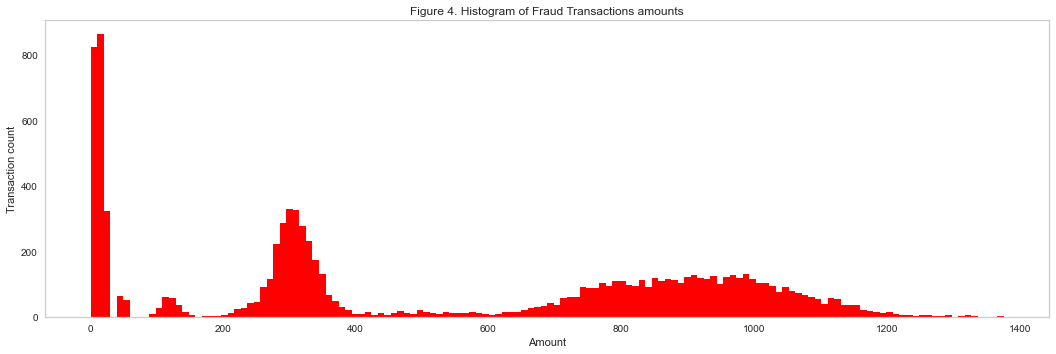 Figure 4. Histogram of Fraud Transactions amounts
800
600
400
200
0
Transaction count
0 200 400 600 800 1000 1200 1400
Amount